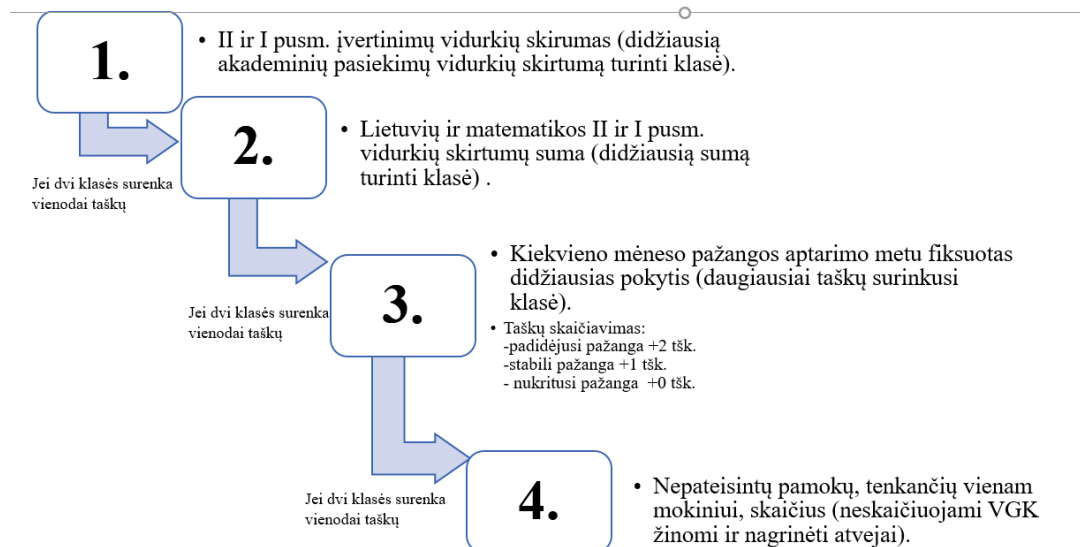 1.
• II ir I pusm. įvertinimų vidurkių skirumas (didžiausią
akademinių pasiekimų vidurkių skirtumą turinti klasė).
Jei dvi klasės surenka
vienodai taškų
2.
• Lietuvių ir matematikos II ir I pusm.
vidurkių skirtumų suma (didžiausią sumą
turinti klasė) .
Jei dvi klasės surenka
vienodai taškų
3.
• Kiekvieno mėneso pažangos aptarimo metu fiksuotas
didžiausias pokytis (daugiausiai taškų surinkusi
klasė).
• Taškų skaičiavimas:
-padidėjusi pažanga +2 tšk.
-stabili pažanga +1 tšk.
- nukritusi pažanga +0 tšk.
Jei dvi klasės surenka
vienodai taškų
4.
• Nepateisintų pamokų, tenkančių vienam
mokiniui, skaičius (neskaičiuojami VGK
žinomi ir nagrinėti atvejai).